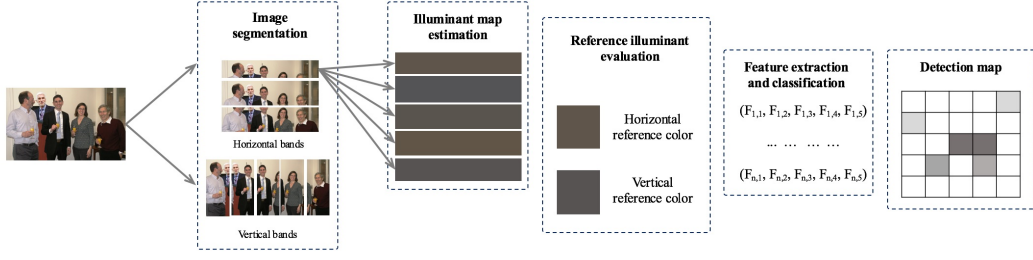 Image
segmentation
Horizontal bands
Vertical bands
Illuminant map
estimation
Reference illuminant
evaluation
Horizontal
reference color
Vertical
reference color
Feature extraction
and classification
(F1,1, F1,2, F1,3, F1,4, F1,5)
... ... ... ...
(Fn,1, Fn,2, Fn,3, Fn,4, Fn,5)
Detection map